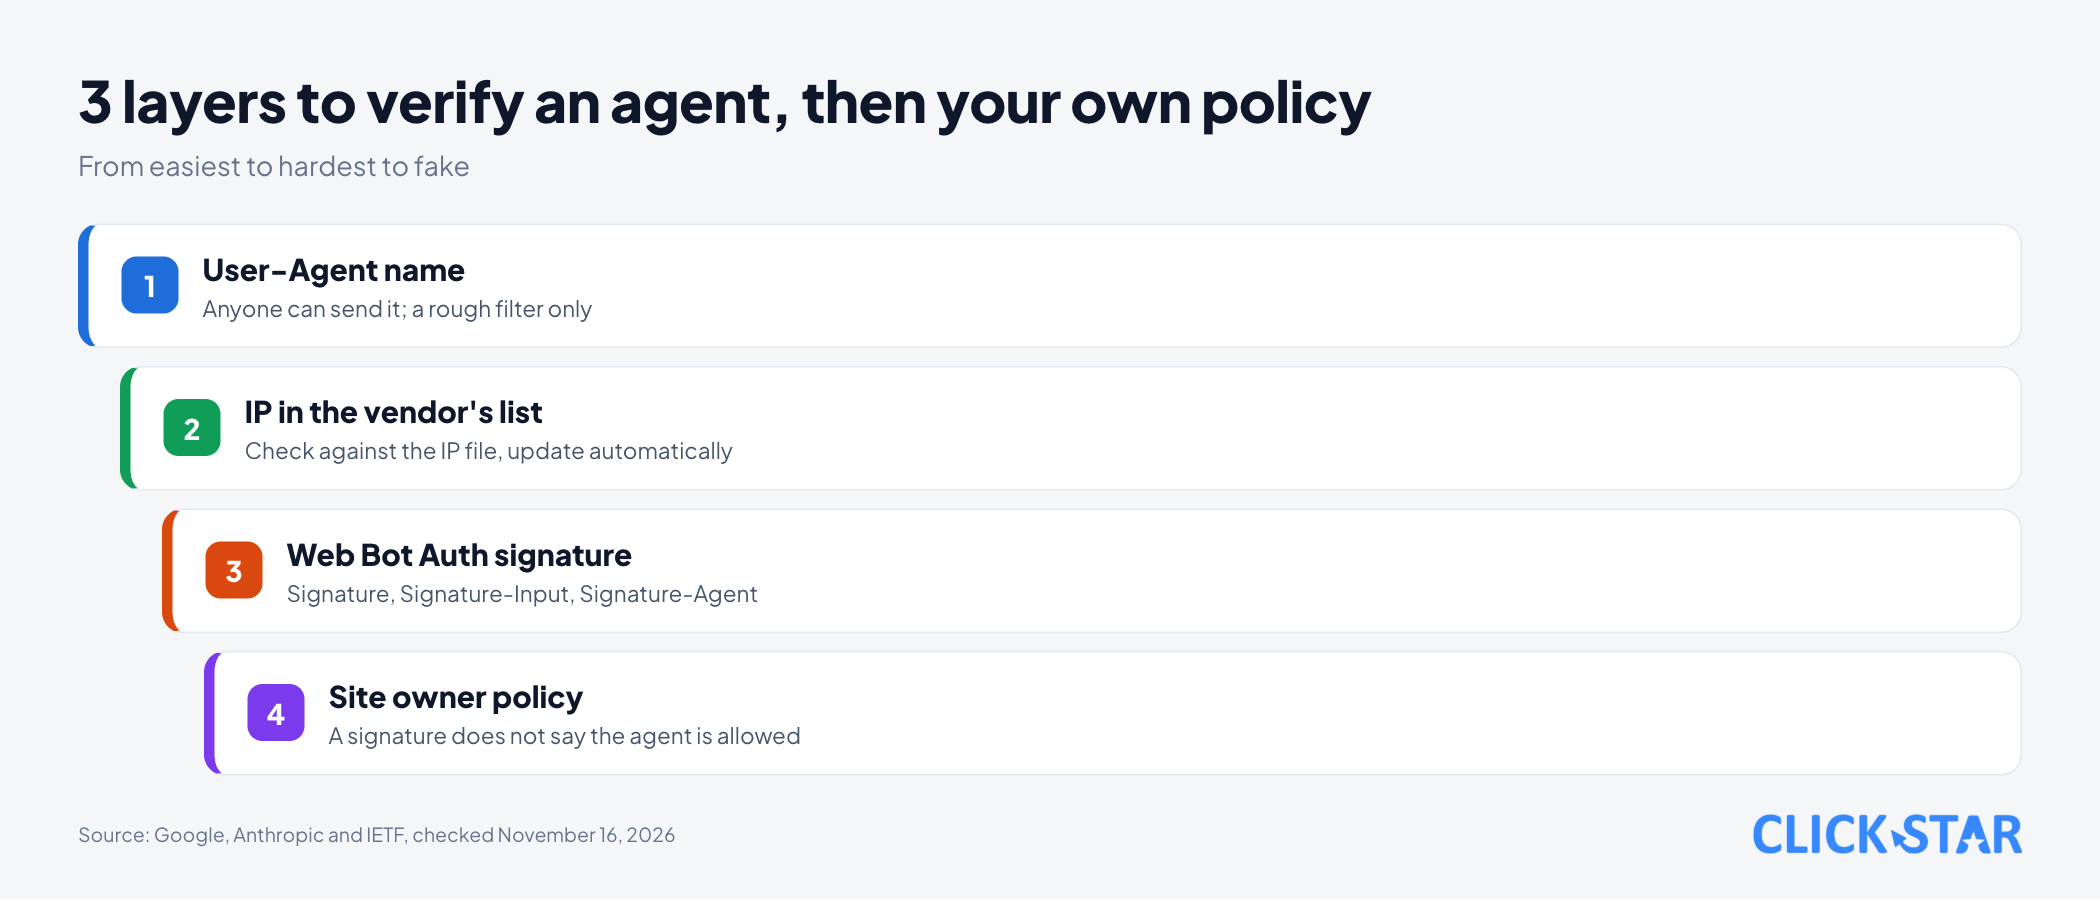 3 layers to verify an agent, then your own policy
From easiest to hardest to fake
1
User-Agent name
Anyone can send it; a rough filter only
2
IP in the vendor's list
Check against the IP file, update automatically
3
Web Bot Auth signature
Signature, Signature-Input, Signature-Agent
4
Site owner policy
A signature does not say the agent is allowed
Source: Google, Anthropic and IETF, checked November 16, 2026
CLICK STAR